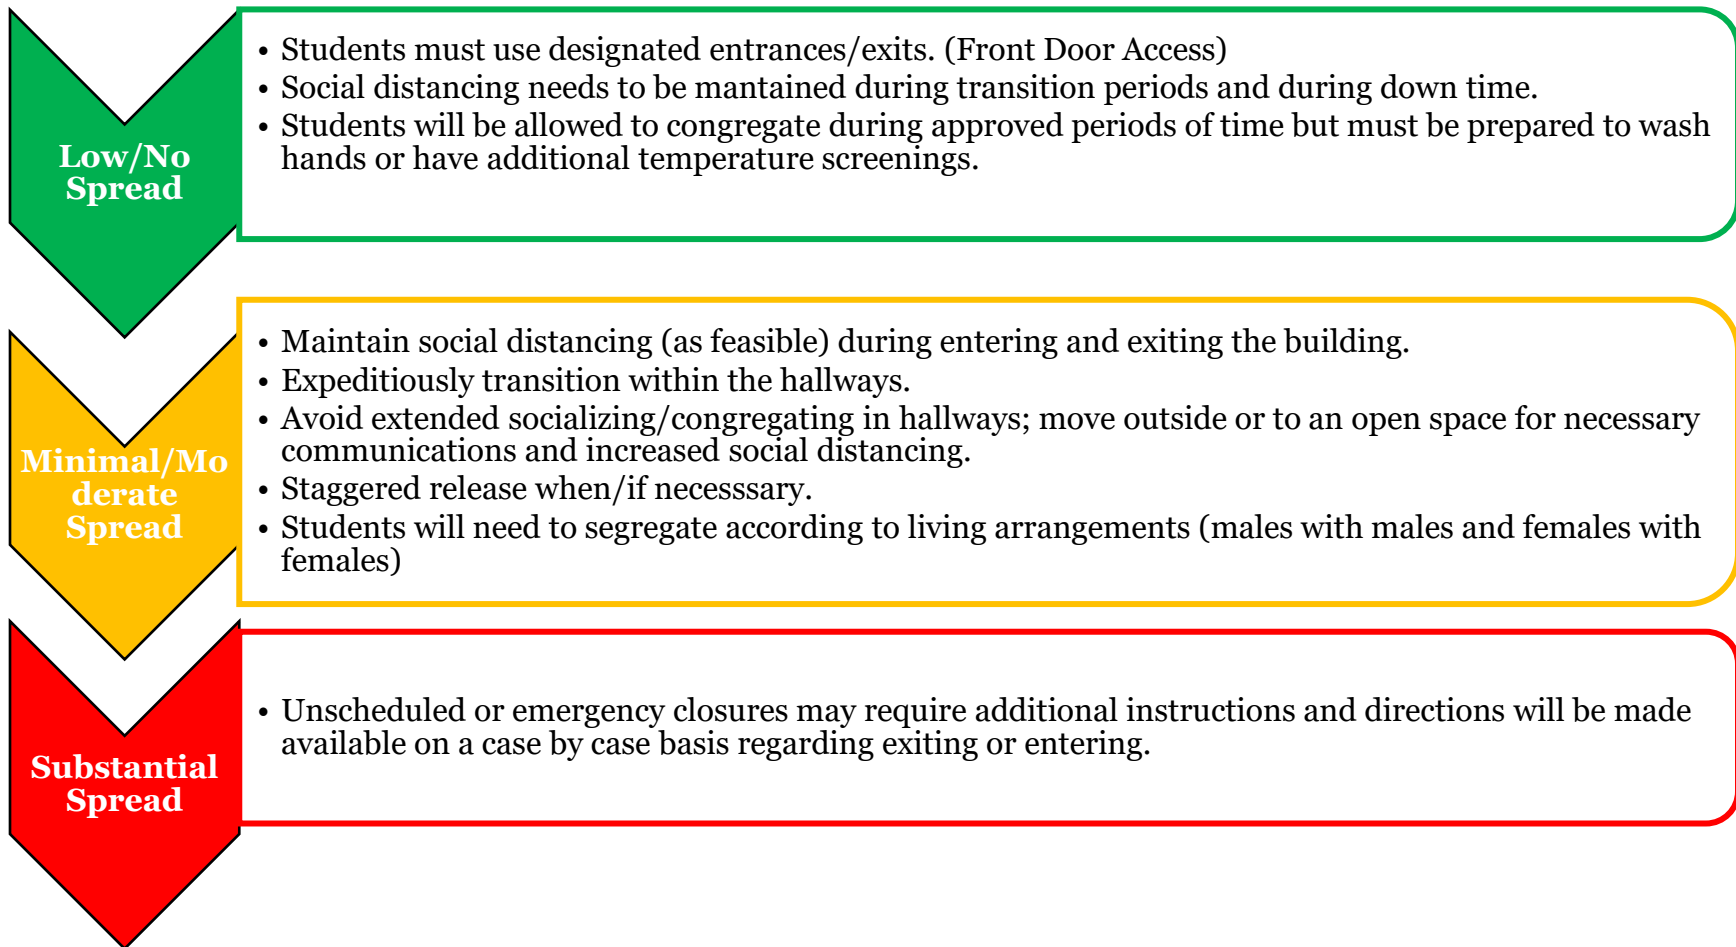 Low/No
Spread
• Students must use designated entrances/exits. (Front Door Access)
• Social distancing needs to be mantained during transition periods and during down time.
• Students will be allowed to congregate during approved periods of time but must be prepared to wash
hands or have additional temperature screenings.
Minimal/Mo
derate
Spread
• Maintain social distancing (as feasible) during entering and exiting the building.
• Expeditiously transition within the hallways.
• Avoid extended socializing/congregating in hallways; move outside or to an open space for necessary
communications and increased social distancing.
• Staggered release when/if necesssary.
• Students will need to segregate according to living arrangements (males with males and females with
females)
Substantial
Spread
• Unscheduled or emergency closures may require additional instructions and directions will be made
available on a case by case basis regarding exiting or entering.